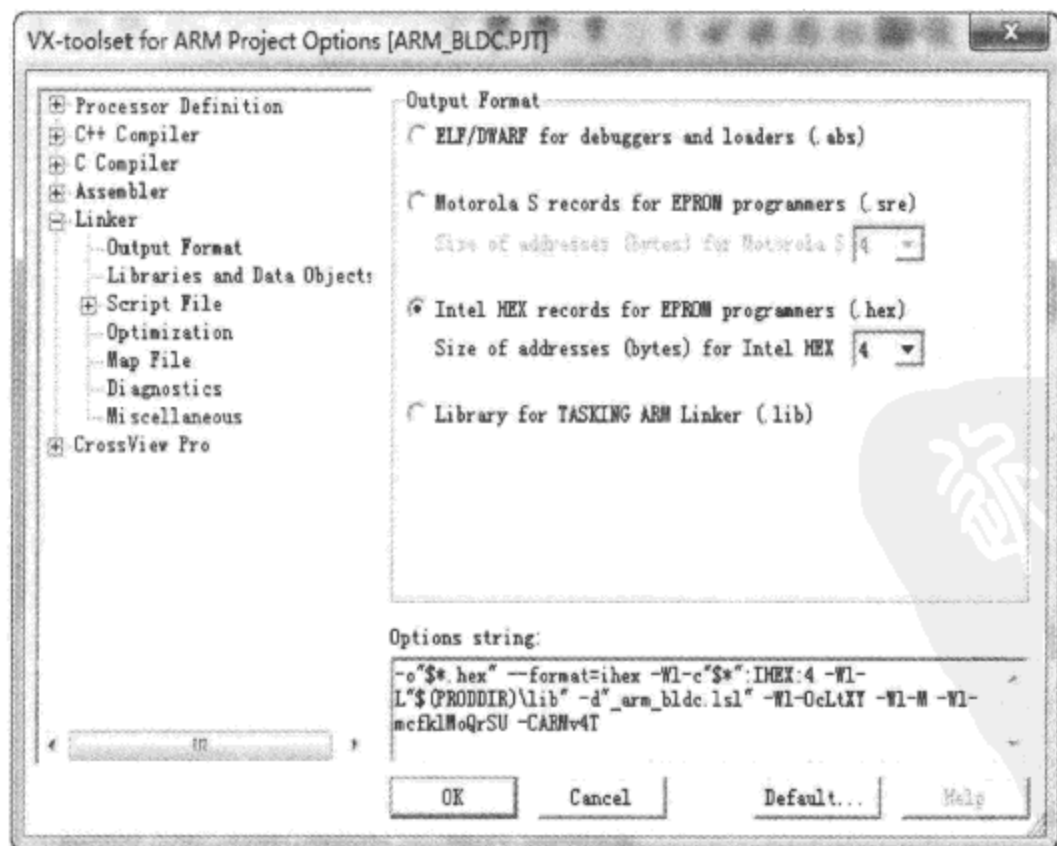 VX-toolset for ARM Project Options [ARM_BLDC.PJT]
Processor Definition
C++ Compiler
C Compiler
Assembler
Linker
Output Format
Libraries and Data Objects
Script File
Optimization
Map File
Diagnostics
Miscellaneous
CrossView Pro
Output Format
ELF/DWARF for debuggers and loaders (.abs)
Motorola S records for EPROM programmers (.sre)
Size of addresses (bytes) for Motorola S 4
Intel HEX records for EPROM programmers (.hex)
Size of addresses (bytes) for Intel HEX 4
Library for TASKING ARM Linker (.lib)
Options string:
-o"$*.hex" --format=ihex -Wl-c"$*":IHEX:4 -Wl-
L"$(PRODDIR)\lib" -d"_arm_bldc.lsl" -Wl-OcLtXY -Wl-M -Wl-
mcfklMoQrSU -CARMv4T
OK
Cancel
Default...
Help